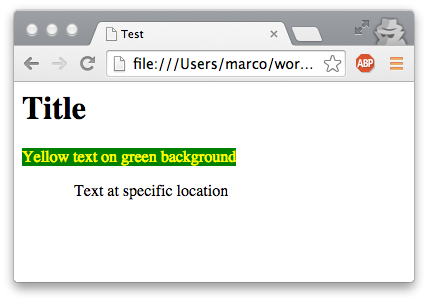 Test
file:///Users/marco/wor...
ABP
Title
Yellow text on green background
Text at specific location